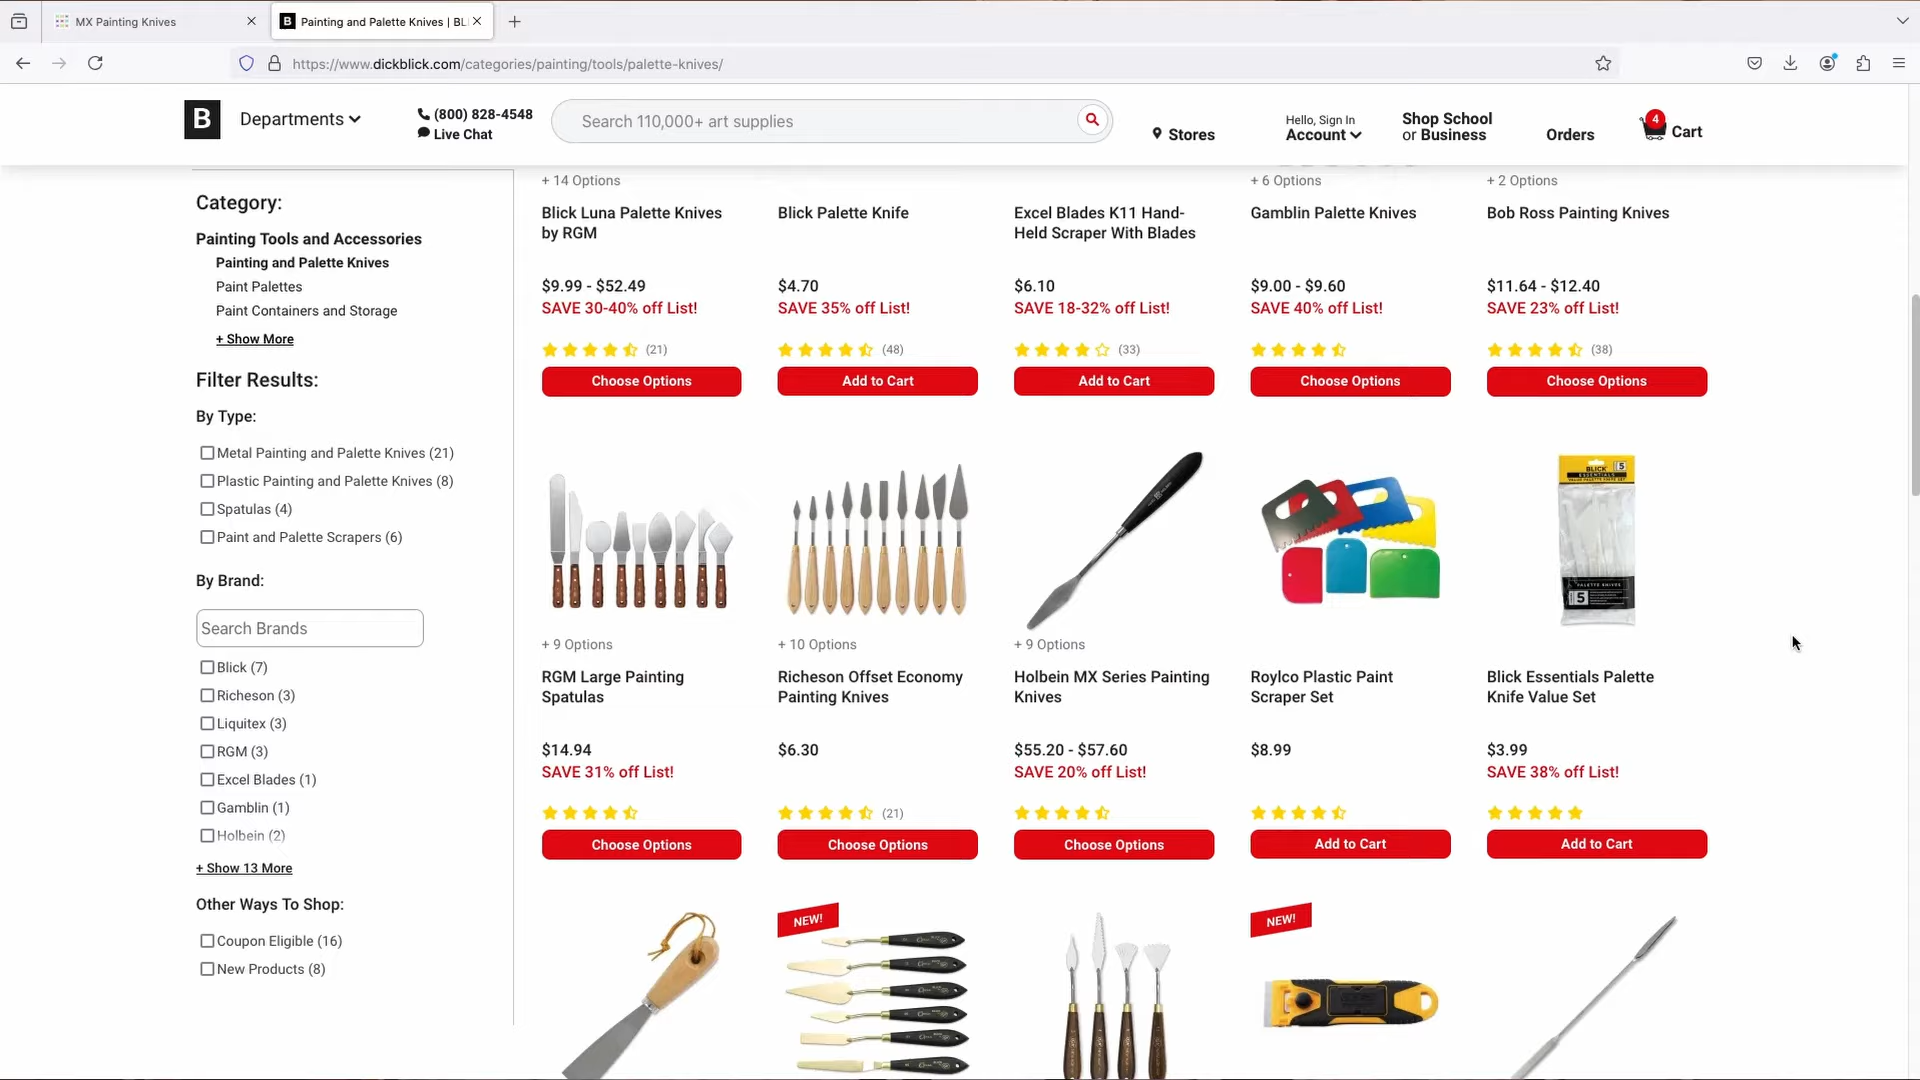 MX Painting Knives
B
Painting and Palette Knives | BL
https://www.dickblick.com/categories/painting/tools/palette-knives/
B
Departments
(800) 828-4548
Live Chat
Search 110,000+ art supplies
Stores
Hello, Sign In
Account
Shop School
or Business
Orders
4
Cart
Category:
Painting Tools and Accessories
Painting and Palette Knives
Paint Palettes
Paint Containers and Storage
+ Show More
Filter Results:
By Type:
Metal Painting and Palette Knives (21)
Plastic Painting and Palette Knives (8)
Spatulas (4)
Paint and Palette Scrapers (6)
By Brand:
Search Brands
Blick (7)
Richeson (3)
Liquitex (3)
RGM (3)
Excel Blades (1)
Gamblin (1)
Holbein (2)
+ Show 13 More
Other Ways To Shop:
Coupon Eligible (16)
New Products (8)
+ 14 Options
Blick Luna Palette Knives
by RGM
$9.99 - $52.49
SAVE 30-40% off List!
(21)
Choose Options
Blick Palette Knife
$4.70
SAVE 35% off List!
(48)
Add to Cart
Excel Blades K11 Hand-
Held Scraper With Blades
$6.10
SAVE 18-32% off List!
(33)
Add to Cart
+ 6 Options
Gamblin Palette Knives
$9.00 - $9.60
SAVE 40% off List!
Choose Options
+ 2 Options
Bob Ross Painting Knives
$11.64 - $12.40
SAVE 23% off List!
(38)
Choose Options
+ 9 Options
RGM Large Painting
Spatulas
$14.94
SAVE 31% off List!
Choose Options
+ 10 Options
Richeson Offset Economy
Painting Knives
$6.30
(21)
Choose Options
+ 9 Options
Holbein MX Series Painting
Knives
$55.20 - $57.60
SAVE 20% off List!
Choose Options
Roylco Plastic Paint
Scraper Set
$8.99
Add to Cart
BLICK
5
ESSENTIALS
PALETTE KNIVES
5
Blick Essentials Palette
Knife Value Set
$3.99
SAVE 38% off List!
Add to Cart
NEW!
NEW!